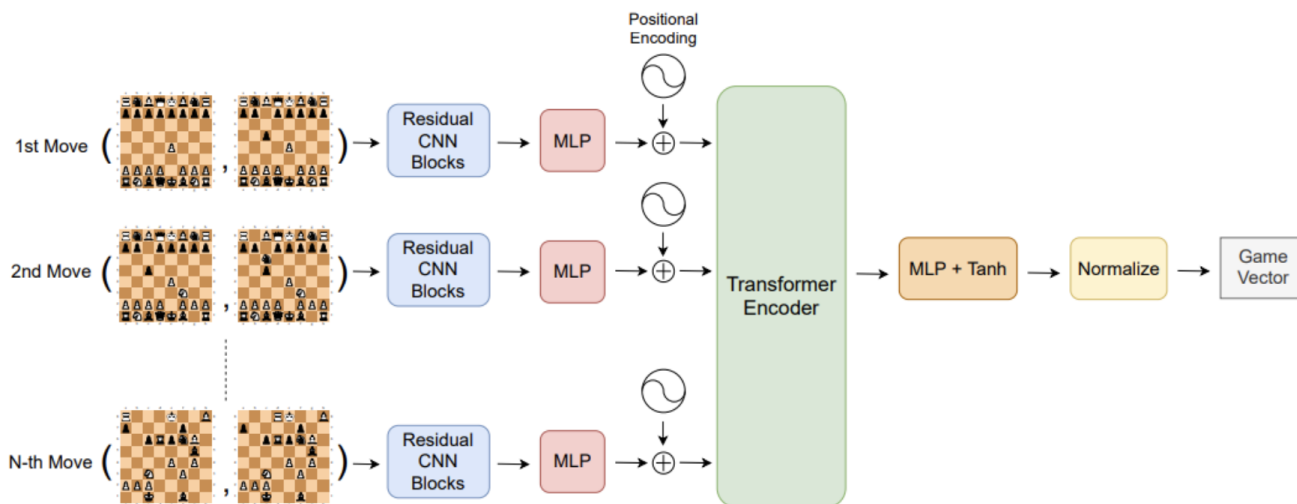 Positional
Encoding
1st Move
( , )
Residual
CNN
Blocks
MLP
2nd Move
( , )
Residual
CNN
Blocks
MLP
Transformer
Encoder
MLP + Tanh
Normalize
Game
Vector
N-th Move
( , )
Residual
CNN
Blocks
MLP